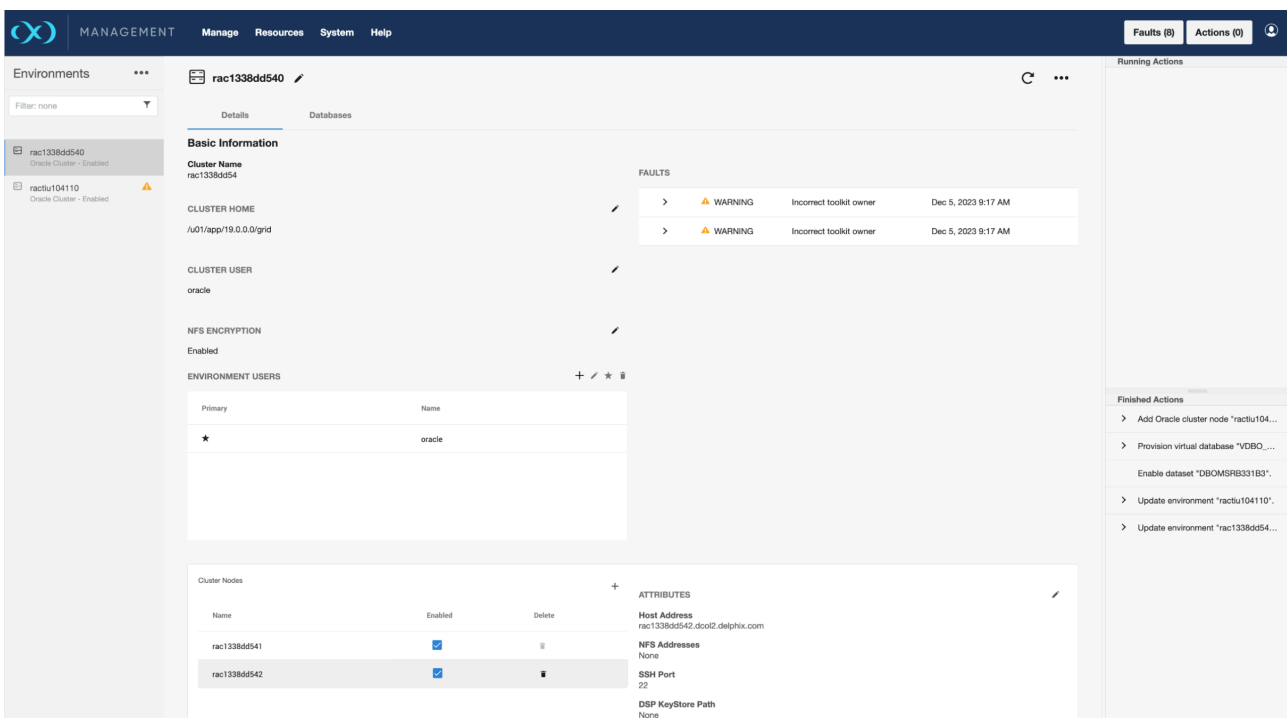 MANAGEMENT
Manage Resources System Help
Faults (8) Actions (0)
Environments
Filter: none
rac1338dd540
Oracle Cluster - Enabled
ractiu104110
Oracle Cluster - Enabled
rac1338dd540
Details Databases
Basic Information
Cluster Name
rac1338dd54
CLUSTER HOME
/u01/app/19.0.0.0/grid
CLUSTER USER
oracle
NFS ENCRYPTION
Enabled
ENVIRONMENT USERS
Primary Name
★ oracle
FAULTS
WARNING Incorrect toolkit owner Dec 5, 2023 9:17 AM
WARNING Incorrect toolkit owner Dec 5, 2023 9:17 AM
Cluster Nodes
Name Enabled Delete
rac1338dd541
rac1338dd542
ATTRIBUTES
Host Address
rac1338dd542.dcol2.delphix.com
NFS Addresses
None
SSH Port
22
DSP KeyStore Path
None
Running Actions
Finished Actions
Add Oracle cluster node "ractiu104...
Provision virtual database "VDBO_...
Enable dataset "DBOMSRB331B3".
Update environment "ractiu104110".
Update environment "rac1338dd54...